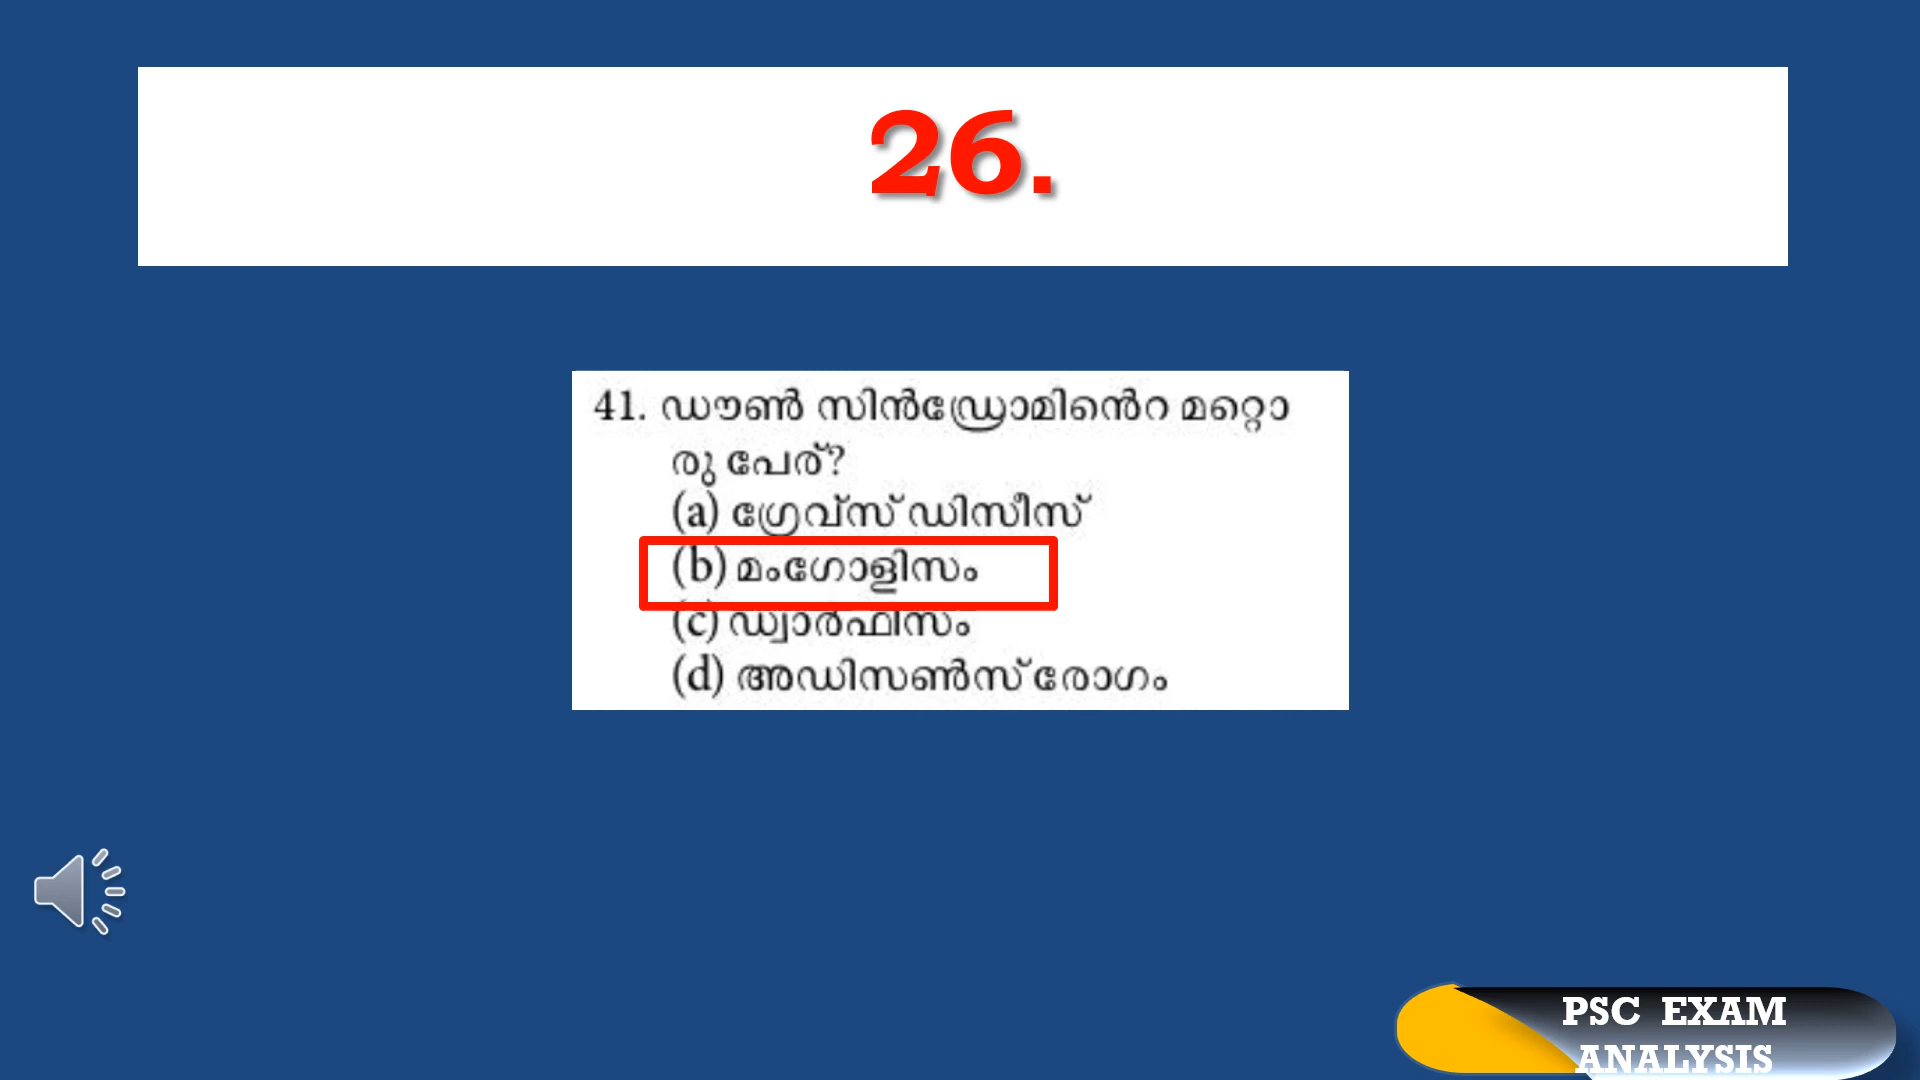 26.
41. ഡൗൺ സിൻഡ്രോമിൻെറ മറ്റൊ
രു പേര്?
(a) ഗ്രേവ്സ് ഡിസീസ്
(b) മംഗോളിസം
(c) ഡ്വാർഫിസം
(d) അഡിസൺസ് രോഗം
PSC EXAM
ANALYSIS